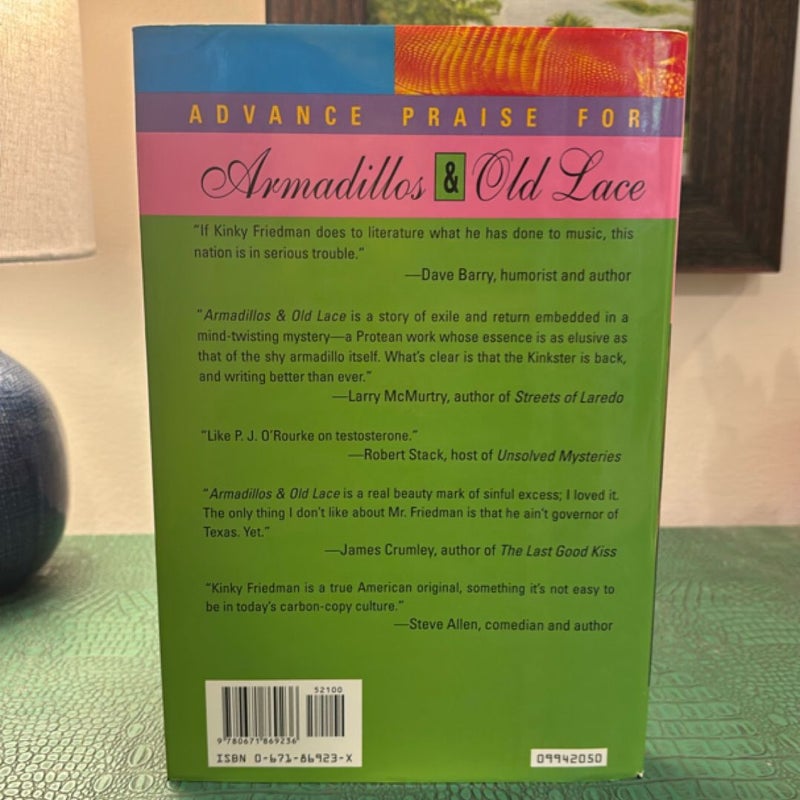 ADVANCE PRAISE FOR
Armadillos & Old Lace
"If Kinky Friedman does to literature what he has done to music, this
nation is in serious trouble."
—Dave Barry, humorist and author
"Armadillos & Old Lace is a story of exile and return embedded in a
mind-twisting mystery—a Protean work whose essence is as elusive as
that of the shy armadillo itself. What's clear is that the Kinkster is back,
and writing better than ever."
—Larry McMurtry, author of Streets of Laredo
"Like P. J. O'Rourke on testosterone."
—Robert Stack, host of Unsolved Mysteries
"Armadillos & Old Lace is a real beauty mark of sinful excess; I loved it.
The only thing I don't like about Mr. Friedman is that he ain't governor of
Texas. Yet."
—James Crumley, author of The Last Good Kiss
"Kinky Friedman is a true American original, something it's not easy to
be in today's carbon-copy culture."
—Steve Allen, comedian and author
52100
9 780671 869236
ISBN 0-671-86923-X
09942050